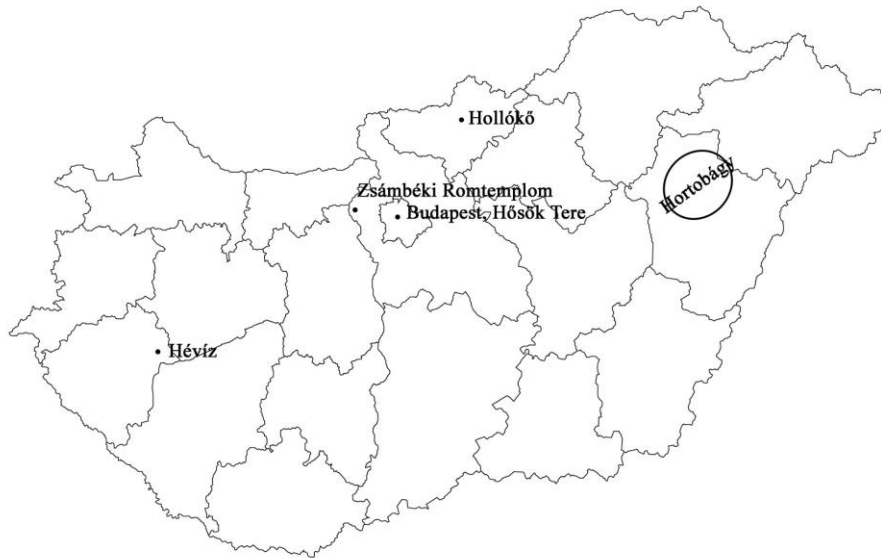 Hollókő
Hortobágy
Zsámbéki Romtemplom
Budapest, Hősök Tere
Hévíz